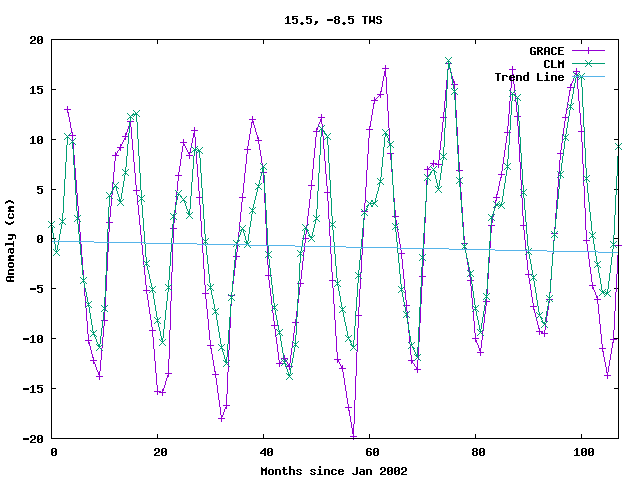 15.5, -8.5 TWS
GRACE
CLM
Trend Line
20
15
10
5
0
-5
-10
-15
-20
Anomaly (cm)
0 20 40 60 80 100
Months since Jan 2002